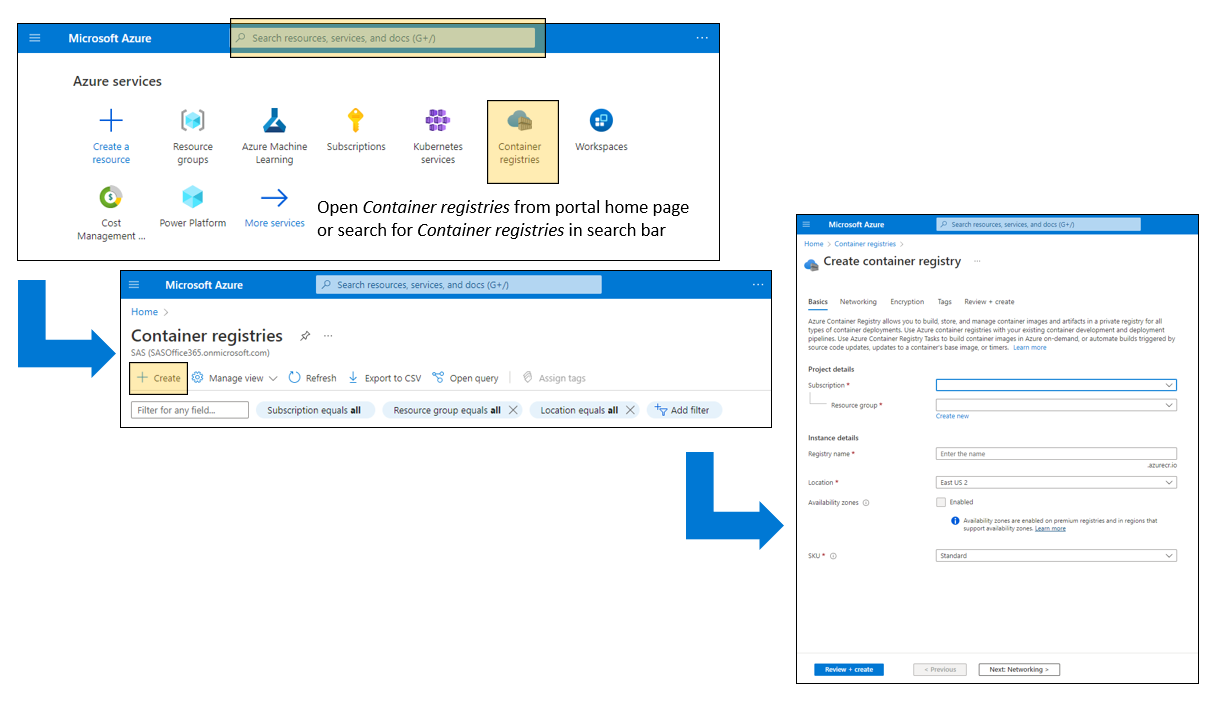 Microsoft Azure
Search resources, services, and docs (G+/)
...
Azure services
Create a
resource
Resource
groups
Azure Machine
Learning
Subscriptions
Kubernetes
services
Container
registries
Workspaces
Cost
Management ...
Power Platform
More services
Open Container registries from portal home page
or search for Container registries in search bar
Microsoft Azure
Search resources, services, and docs (G+/)
...
Home >
Container registries
...
SAS (SASOffice365.onmicrosoft.com)
Create
Manage view
Refresh
Export to CSV
Open query
Assign tags
Filter for any field...
Subscription equals all
Resource group equals all
Location equals all
Add filter
Microsoft Azure
Search resources, services, and docs (G+/)
Home > Container registries >
Create container registry
...
Basics Networking Encryption Tags Review + create
Azure Container Registry allows you to build, store, and manage container images and artifacts in a private registry for all
types of container deployments. Use Azure container registries with your existing container development and deployment
pipelines. Use Azure Container Registry Tasks to build container images in Azure on-demand, or automate builds triggered by
source code updates, updates to a container's base image, or timers. Learn more
Project details
Subscription *
Resource group *
Create new
Instance details
Registry name *
Enter the name
.azurecr.io
Location *
East US 2
Availability zones
Enabled
Availability zones are enabled on premium registries and in regions that
support availability zones. Learn more
SKU *
Standard
Review + create
< Previous
Next: Networking >